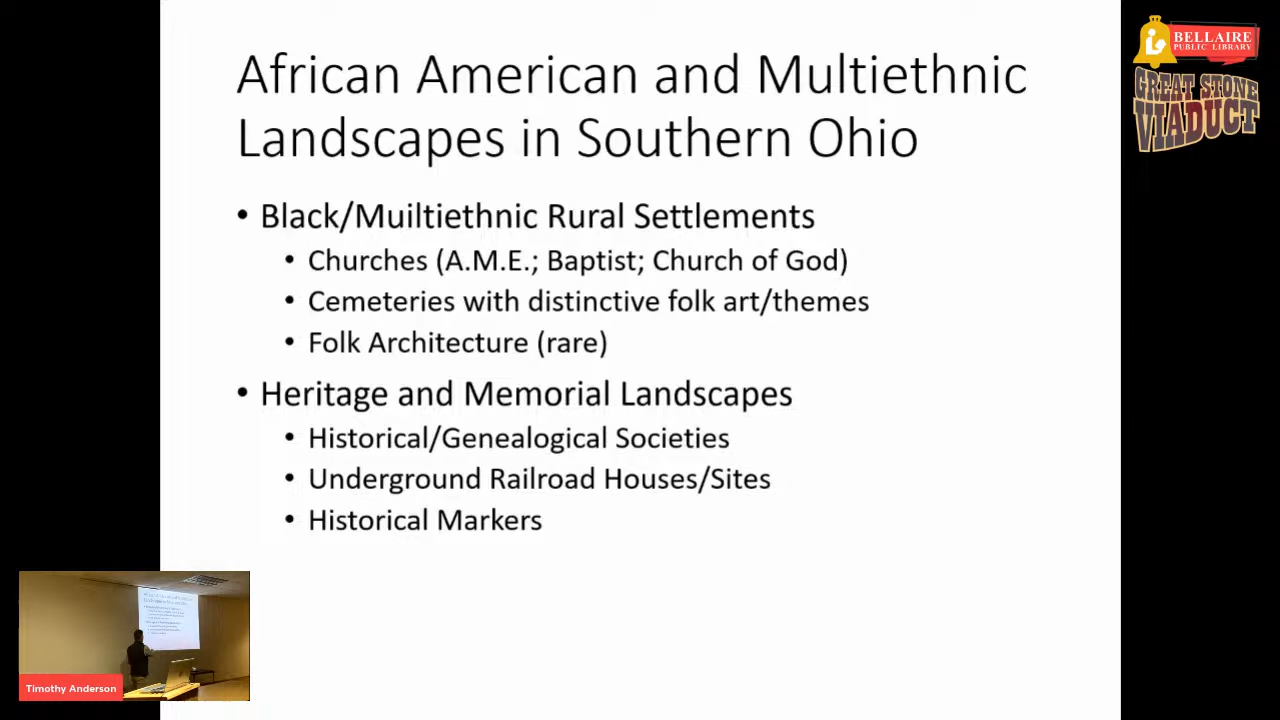 African American and Multiethnic
Landscapes in Southern Ohio
• Black/Muiltiethnic Rural Settlements
• Churches (A.M.E.; Baptist; Church of God)
• Cemeteries with distinctive folk art/themes
• Folk Architecture (rare)
• Heritage and Memorial Landscapes
• Historical/Genealogical Societies
• Underground Railroad Houses/Sites
• Historical Markers
BELLAIRE
PUBLIC LIBRARY
GREAT STONE
VIADUCT
Timothy Anderson